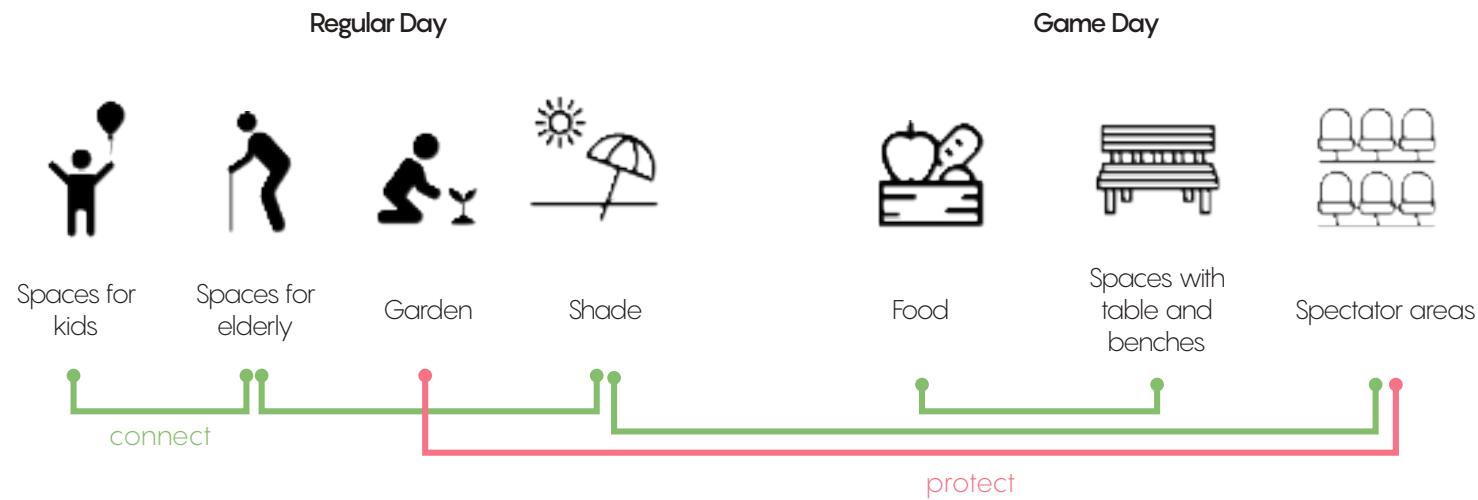 Regular Day
Game Day
Spaces for
kids
Spaces for
elderly
Garden
Shade
Food
Spaces with
table and
benches
Spectator areas
connect
protect